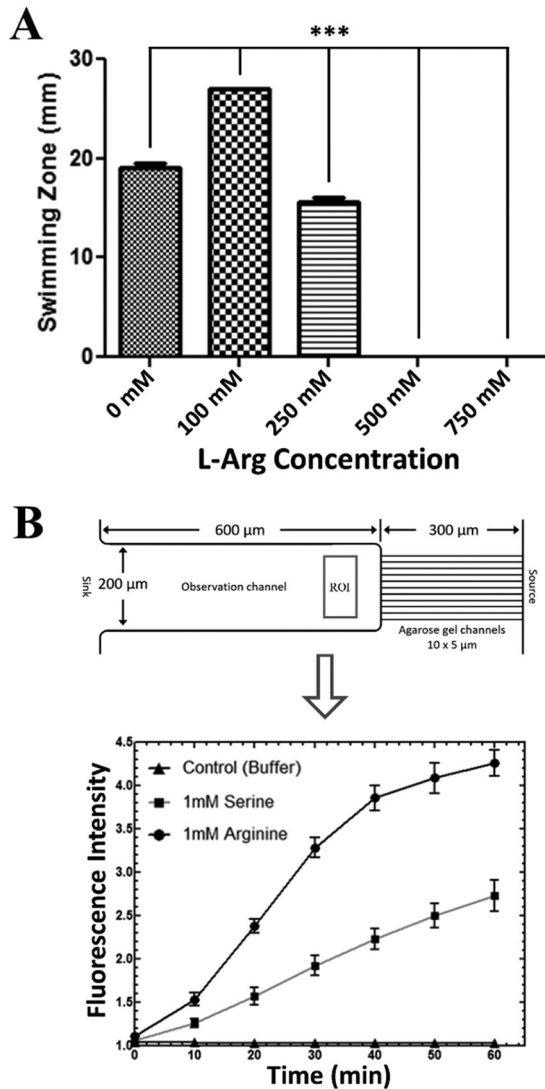 A
***
Swimming Zone (mm)
30
20
10
0
0 mM
100 mM
250 mM
500 mM
750 mM
L-Arg Concentration
B
600 µm
300 µm
Sink
200 µm
Observation channel
ROI
Source
Agarose gel channels
10 x 5 µm
Fluorescence Intensity
4.5
4.0
3.5
3.0
2.5
2.0
1.5
1.0
Control (Buffer)
1mM Serine
1mM Arginine
0 10 20 30 40 50 60
Time (min)